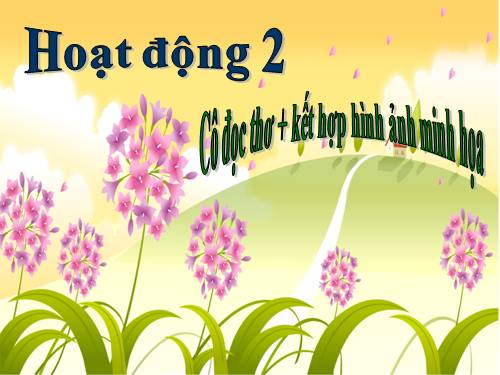 Hoạt động 2
Cô đọc thơ + kết hợp hình ảnh minh họa